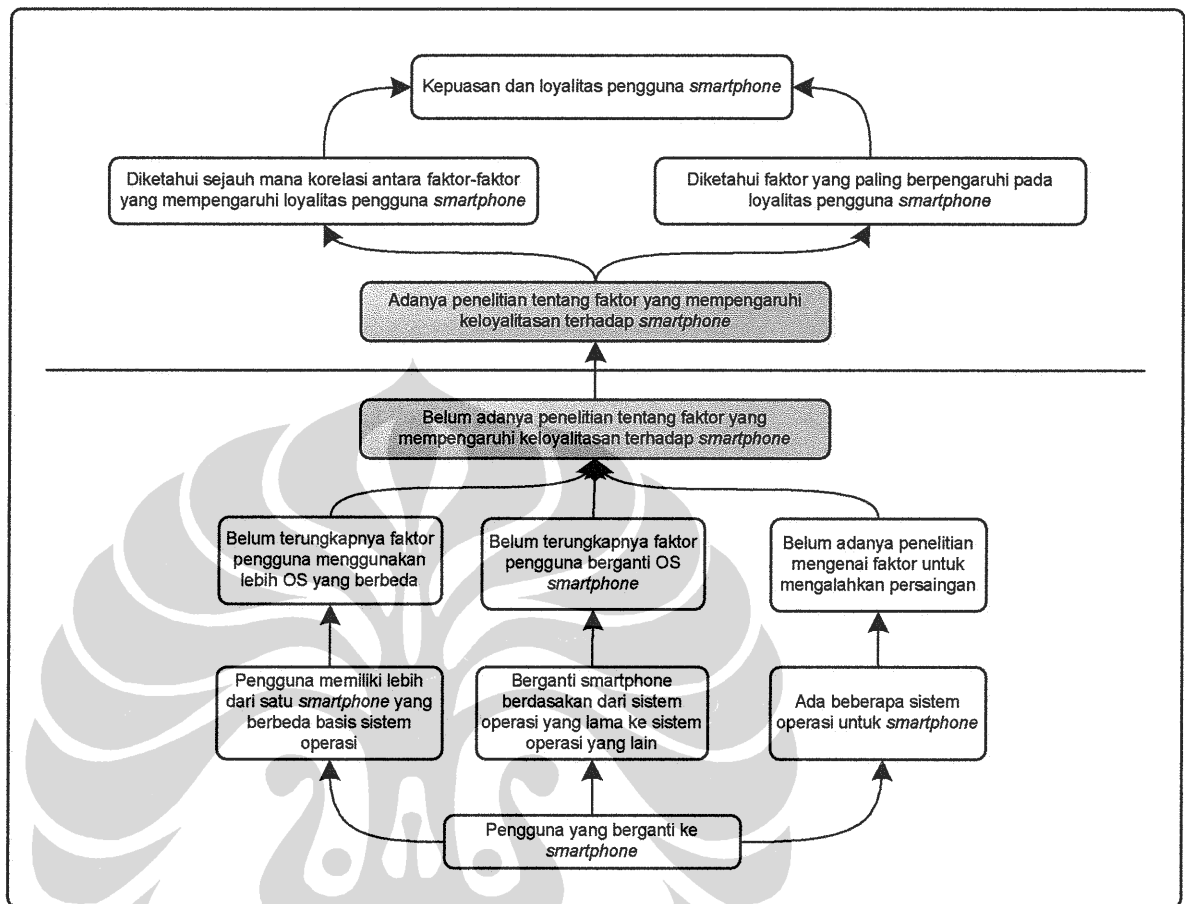 Kepuasan dan loyalitas pengguna smartphone
Diketahui sejauh mana korelasi antara faktor-faktor
yang mempengaruhi loyalitas pengguna smartphone
Diketahui faktor yang paling berpengaruhi pada
loyalitas pengguna smartphone
Adanya penelitian tentang faktor yang mempengaruhi
keloyalitasan terhadap smartphone
Belum adanya penelitian tentang faktor yang
mempengaruhi keloyalitasan terhadap smartphone
Belum terungkapnya faktor
pengguna menggunakan
lebih OS yang berbeda
Belum terungkapnya faktor
pengguna berganti OS
smartphone
Belum adanya penelitian
mengenai faktor untuk
mengalahkan persaingan
Pengguna memiliki lebih
dari satu smartphone yang
berbeda basis sistem
operasi
Berganti smartphone
berdasakan dari sistem
operasi yang lama ke sistem
operasi yang lain
Ada beberapa sistem
operasi untuk smartphone
Pengguna yang berganti ke
smartphone